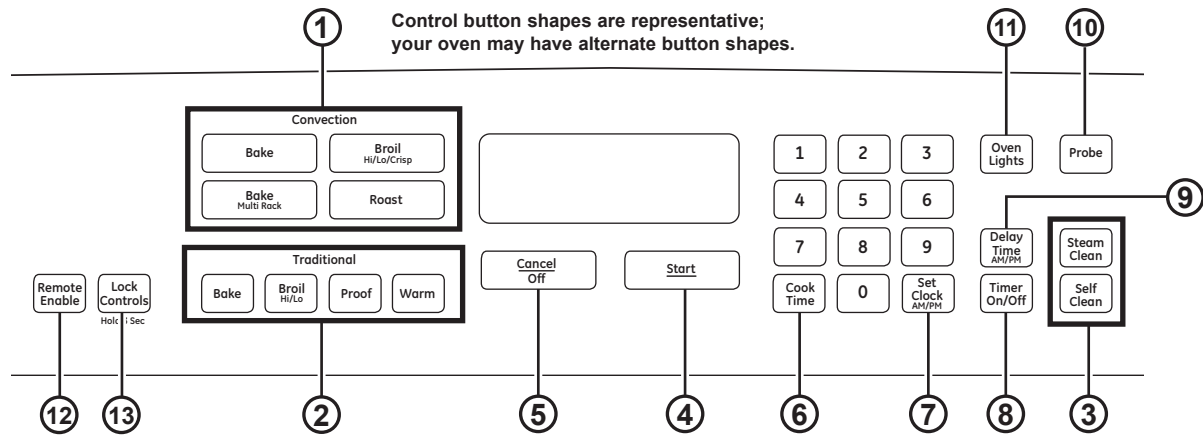 Control button shapes are representative;
your oven may have alternate button shapes.
1
11
10
Convection
Bake
Broil
Hi/Lo/Crisp
Bake
Multi Rack
Roast
Traditional
Bake
Broil
Hi/Lo
Proof
Warm
Remote
Enable
Lock
Controls
Sec
Cancel
Off
Start
1
2
3
4
5
6
7
8
9
Cook
Time
0
Set
Clock
AM/PM
Oven
Lights
Probe
9
Delay
Time
AM/PM
Timer
On/Off
Steam
Clean
Self
Clean
12
13
2
5
4
6
7
8
3